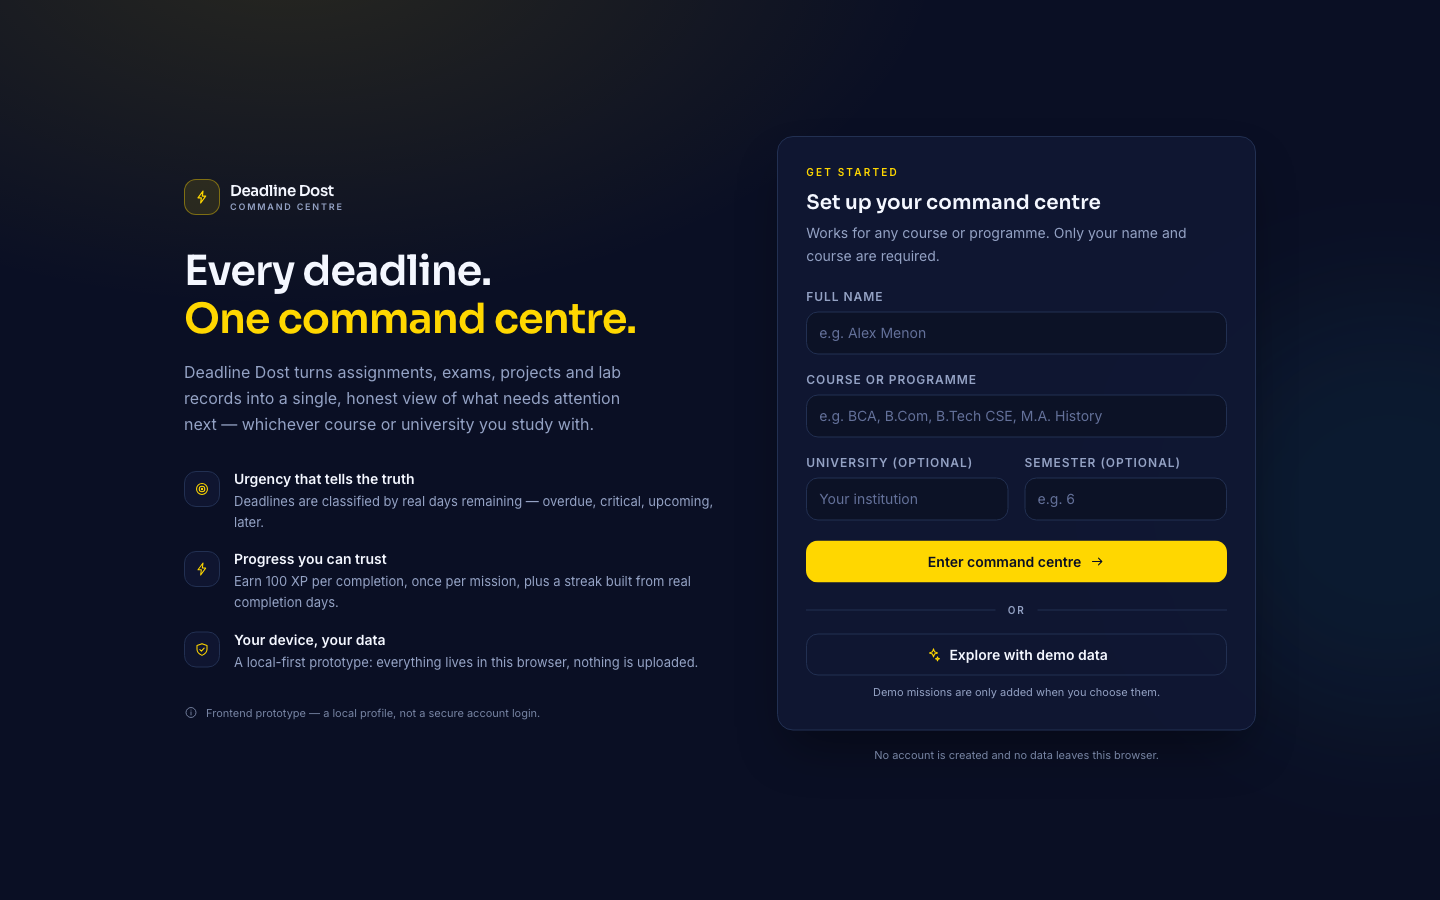 Deadline Dost
COMMAND CENTRE
Every deadline.
One command centre.
Deadline Dost turns assignments, exams, projects and lab
records into a single, honest view of what needs attention
next — whichever course or university you study with.
Urgency that tells the truth
Deadlines are classified by real days remaining — overdue, critical, upcoming,
later.
Progress you can trust
Earn 100 XP per completion, once per mission, plus a streak built from real
completion days.
Your device, your data
A local-first prototype: everything lives in this browser, nothing is uploaded.
Frontend prototype — a local profile, not a secure account login.
GET STARTED
Set up your command centre
Works for any course or programme. Only your name and
course are required.
FULL NAME
e.g. Alex Menon
COURSE OR PROGRAMME
e.g. BCA, B.Com, B.Tech CSE, M.A. History
UNIVERSITY (OPTIONAL) SEMESTER (OPTIONAL)
Your institution e.g. 6
Enter command centre →
OR
Explore with demo data
Demo missions are only added when you choose them.
No account is created and no data leaves this browser.